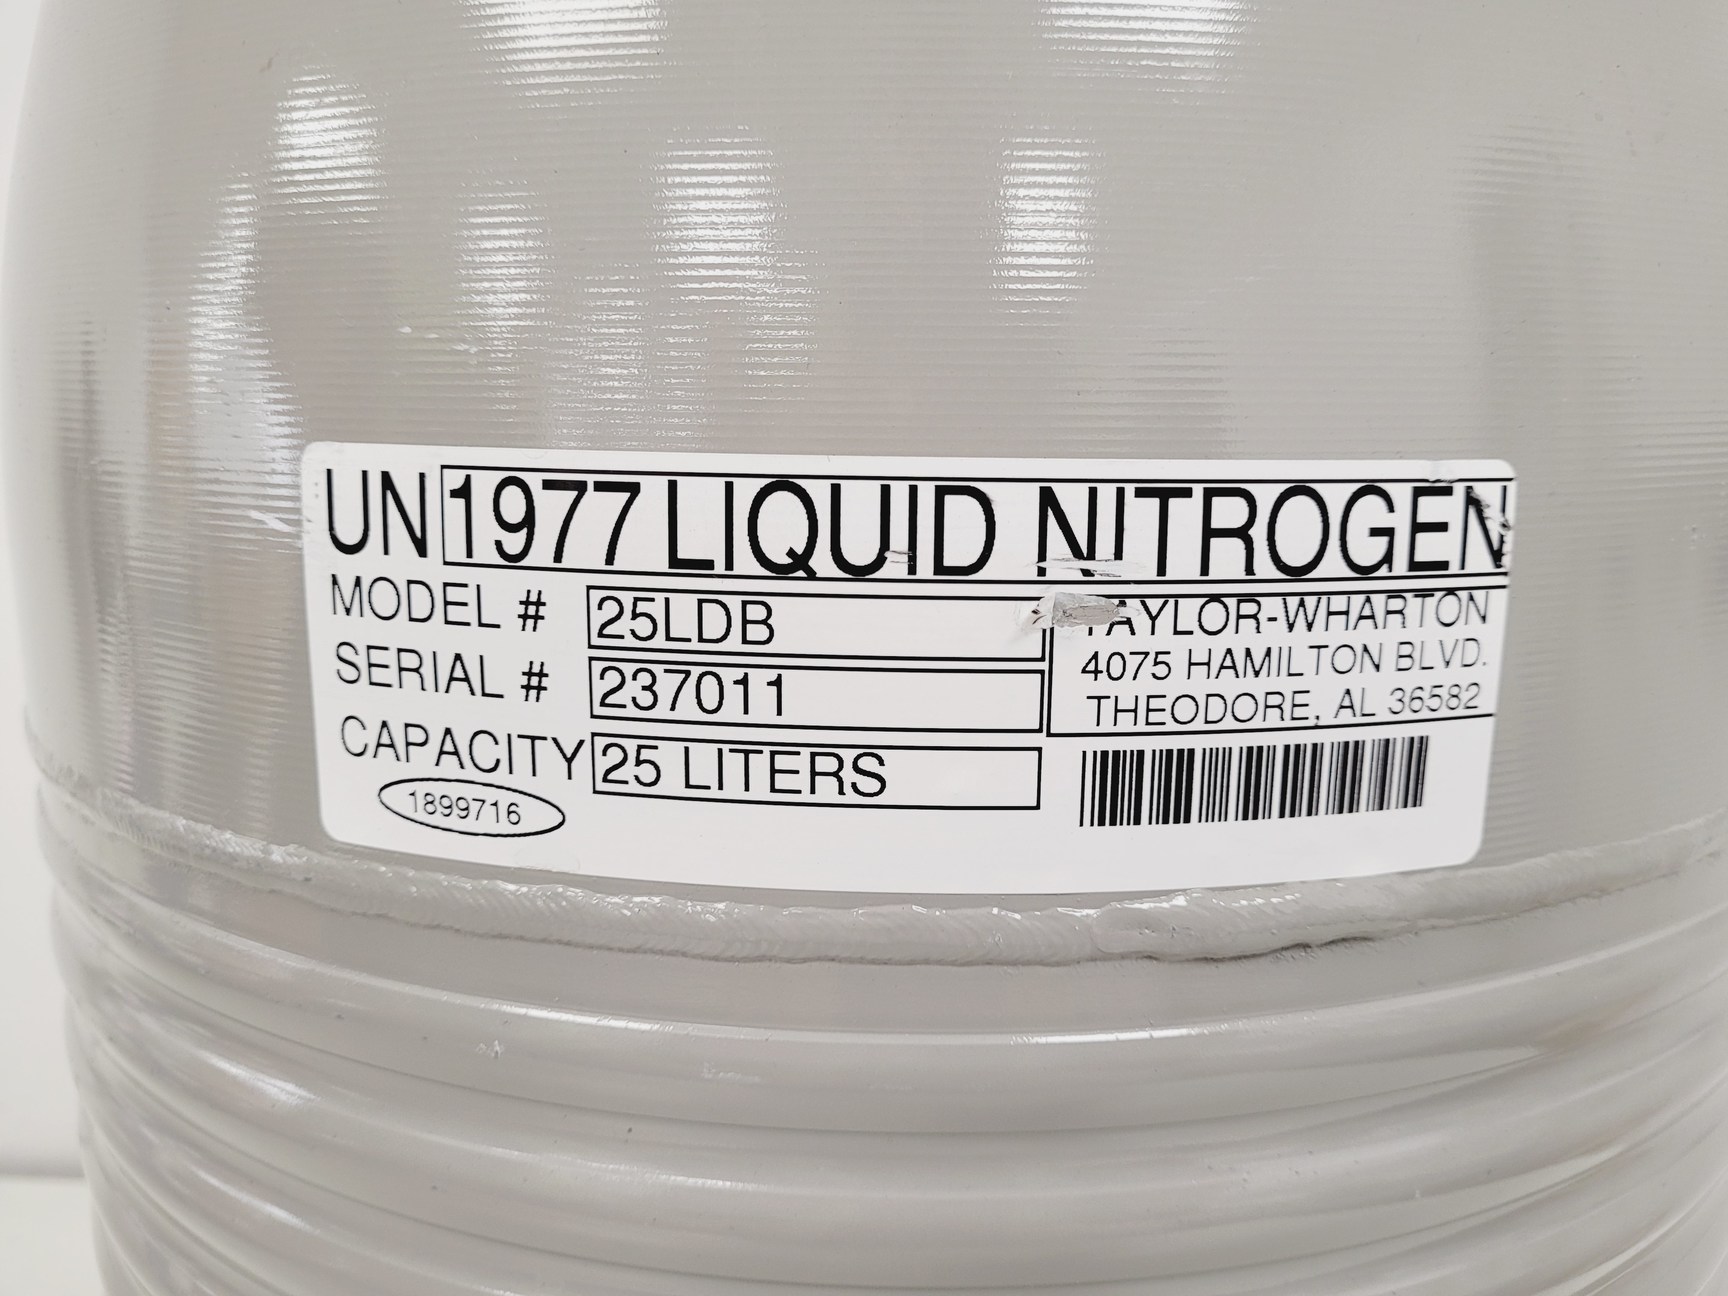 UN 1977 LIQUID NITROGEN
MODEL # 25LDB
SERIAL # 237011
CAPACITY 25 LITERS
1899716
TAYLOR-WHARTON
4075 HAMILTON BLVD.
THEODORE, AL 36582